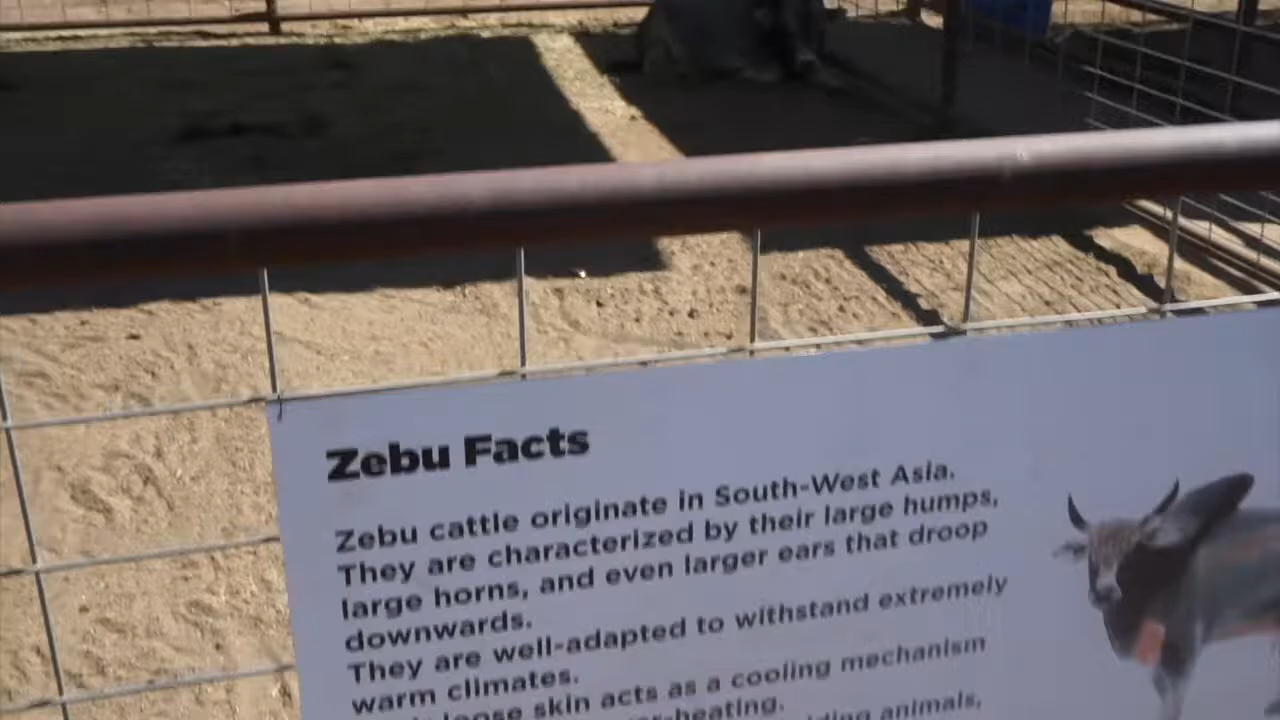 Zebu Facts
Zebu cattle originate in South-West Asia.
They are characterized by their large humps,
large horns, and even larger ears that droop
downwards.
They are well-adapted to withstand extremely
warm climates.
loose skin acts as a cooling mechanism
-heating.
animals,